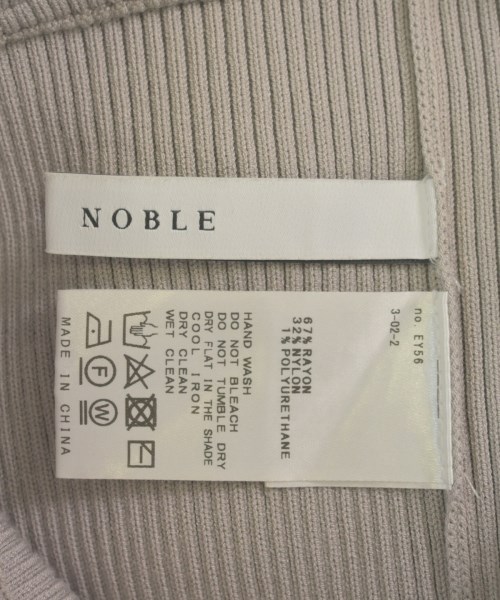 NOBLE
no. EY56
3-02-2
67% RAYON
32% NYLON
1% POLYURETHANE
HAND WASH
DO NOT BLEACH
DO NOT TUMBLE DRY
DRY FLAT IN THE SHADE
COOL IRON
DRY CLEAN
WET CLEAN
F W
MADE IN CHINA